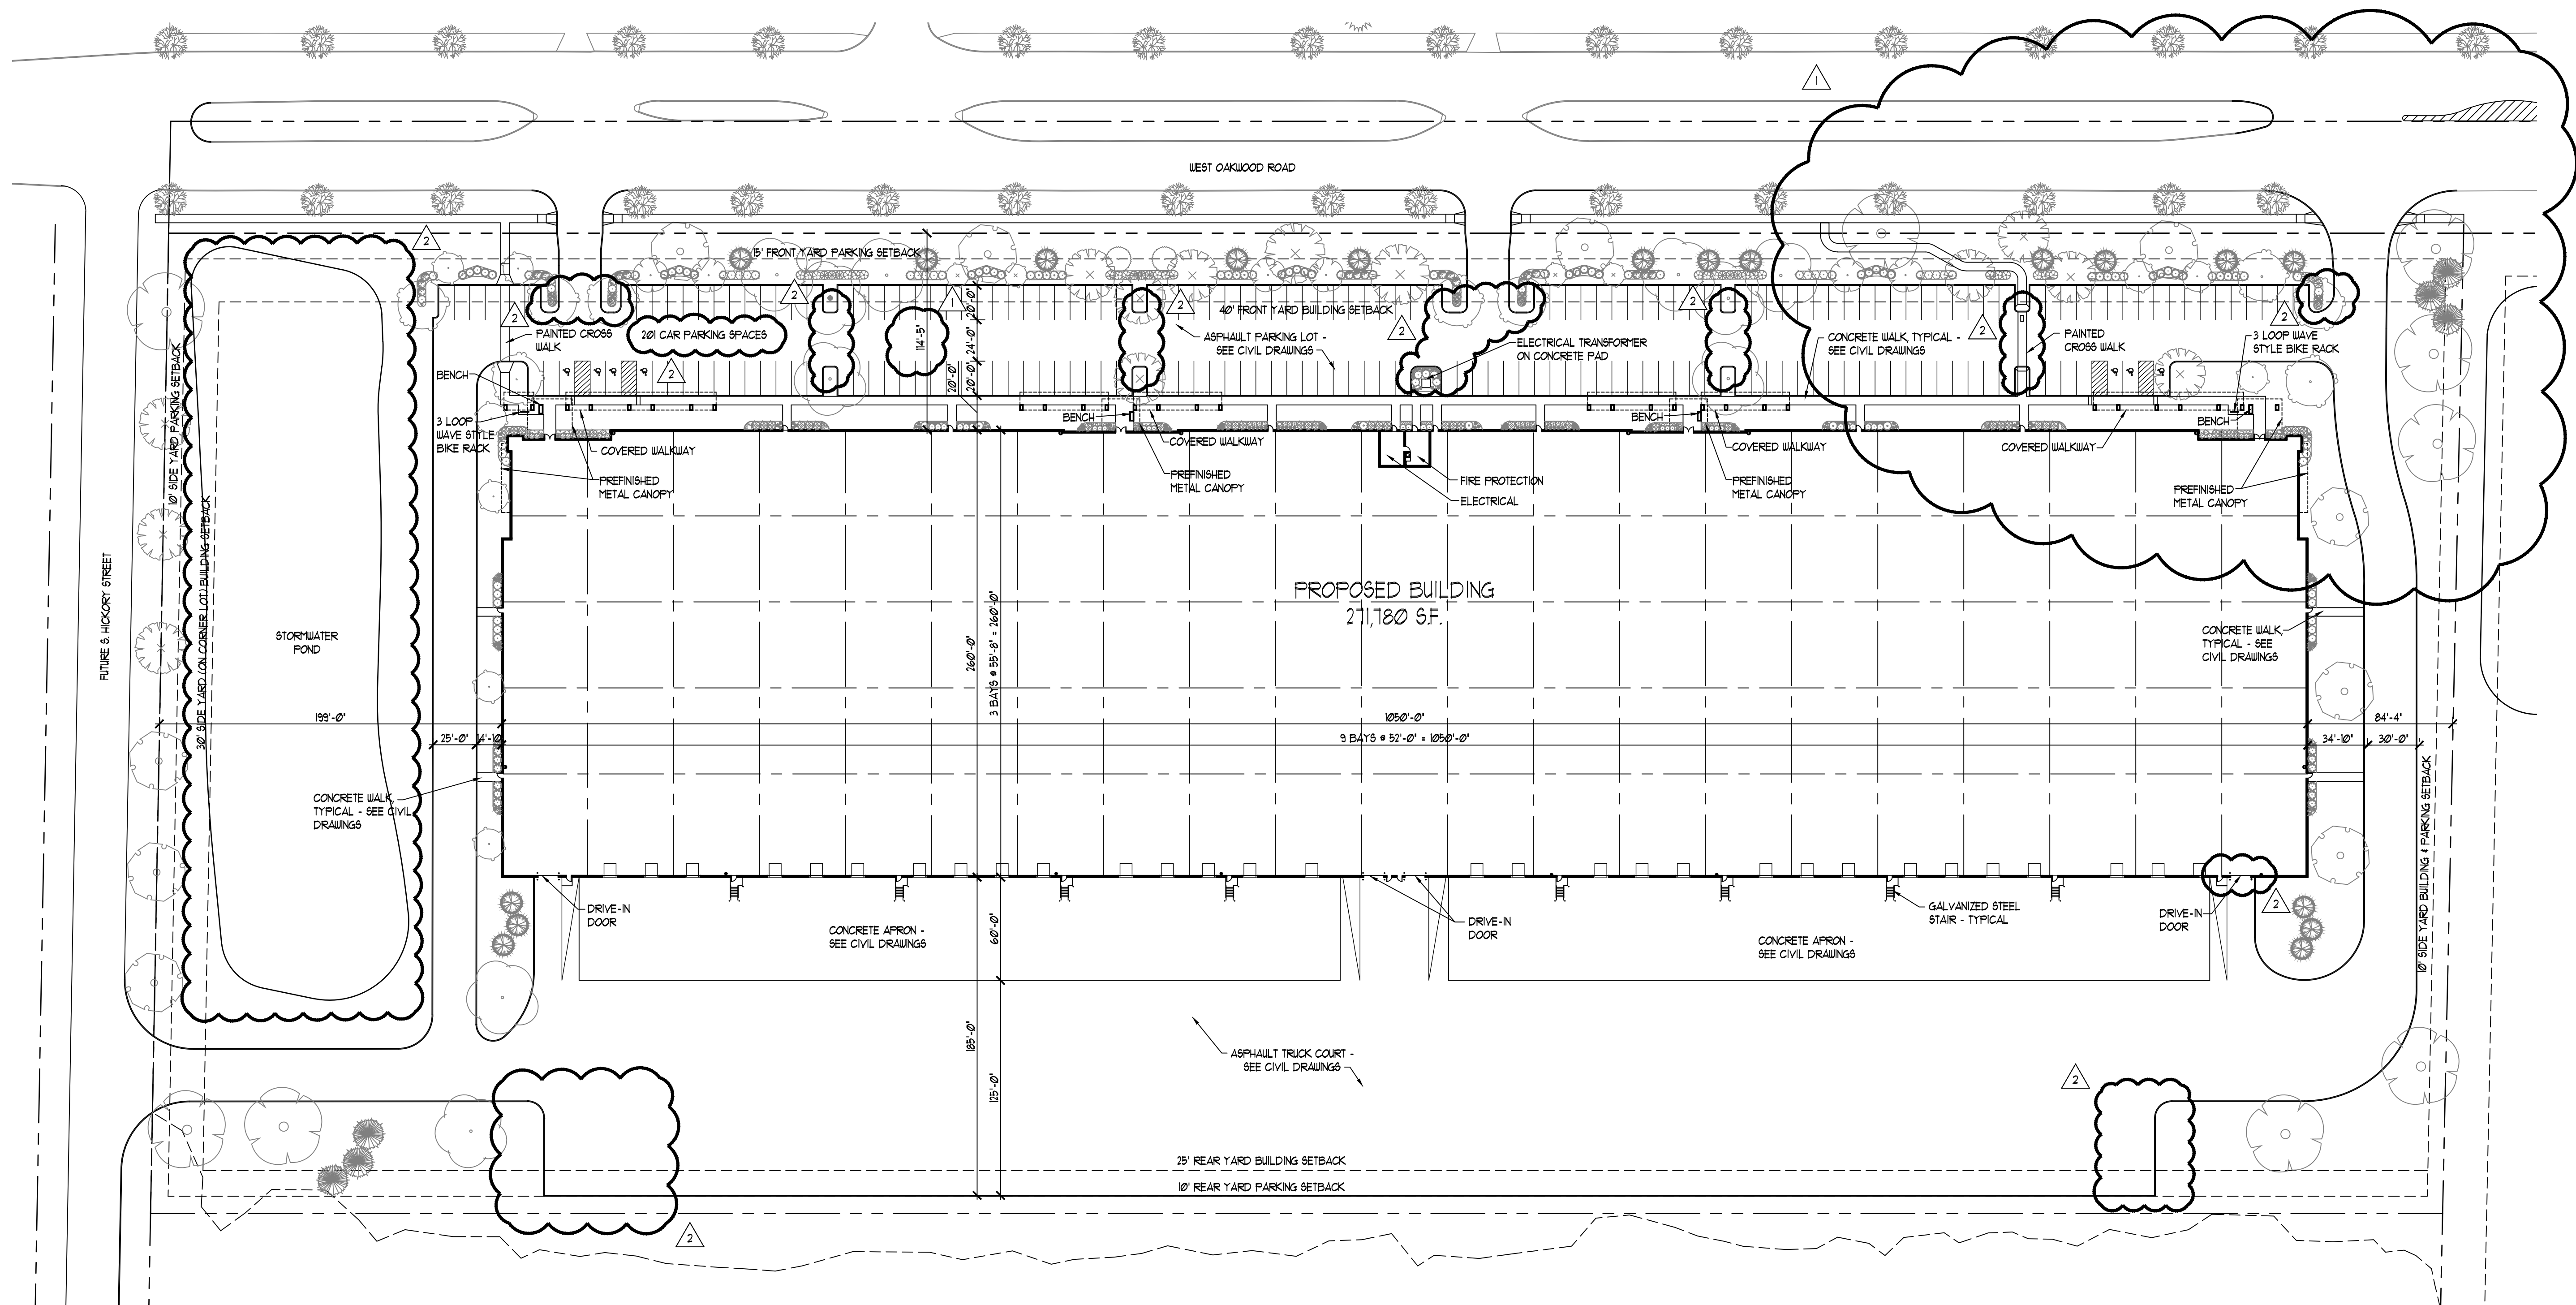 1
WEST OAKWOOD ROAD
2
15' FRONT YARD PARKING SETBACK
2
1
2
2
40' FRONT YARD BUILDING SETBACK
2
2
2
2
PAINTED CROSS
WALK
201 CAR PARKING SPACES
114'-5"
20'-0"
24'-0"
20'-0"
20'-0"
ASPHAULT PARKING LOT -
SEE CIVIL DRAWINGS
ELECTRICAL TRANSFORMER
ON CONCRETE PAD
CONCRETE WALK, TYPICAL -
SEE CIVIL DRAWINGS
PAINTED
CROSS WALK
3 LOOP WAVE
STYLE BIKE RACK
2
BENCH
3 LOOP
WAVE STYLE
BIKE RACK
COVERED WALKWAY
PREFINISHED
METAL CANOPY
BENCH
COVERED WALKWAY
PREFINISHED
METAL CANOPY
FIRE PROTECTION
ELECTRICAL
BENCH
COVERED WALKWAY
PREFINISHED
METAL CANOPY
COVERED WALKWAY
BENCH
PREFINISHED
METAL CANOPY
10' SIDE YARD PARKING SETBACK
30' SIDE YARD (ON CORNER LOT) BUILDING SETBACK
FUTURE S. HICKORY STREET
STORMWATER
POND
PROPOSED BUILDING
271,780 S.F.
260'-0"
3 BAYS @ 55'-8" = 260'-0"
CONCRETE WALK,
TYPICAL - SEE
CIVIL DRAWINGS
199'-0"
1050'-0"
84'-4"
25'-0"
14'-10"
9 BAYS @ 52'-0" = 1050'-0"
34'-10"
30'-0"
CONCRETE WALK,
TYPICAL - SEE CIVIL
DRAWINGS
10' SIDE YARD BUILDING & PARKING SETBACK
DRIVE-IN
DOOR
CONCRETE APRON -
SEE CIVIL DRAWINGS
60'-0"
DRIVE-IN
DOOR
GALVANIZED STEEL
STAIR - TYPICAL
CONCRETE APRON -
SEE CIVIL DRAWINGS
DRIVE-IN
DOOR
2
185'-0"
125'-0"
ASPHAULT TRUCK COURT -
SEE CIVIL DRAWINGS
2
25' REAR YARD BUILDING SETBACK
10' REAR YARD PARKING SETBACK
2